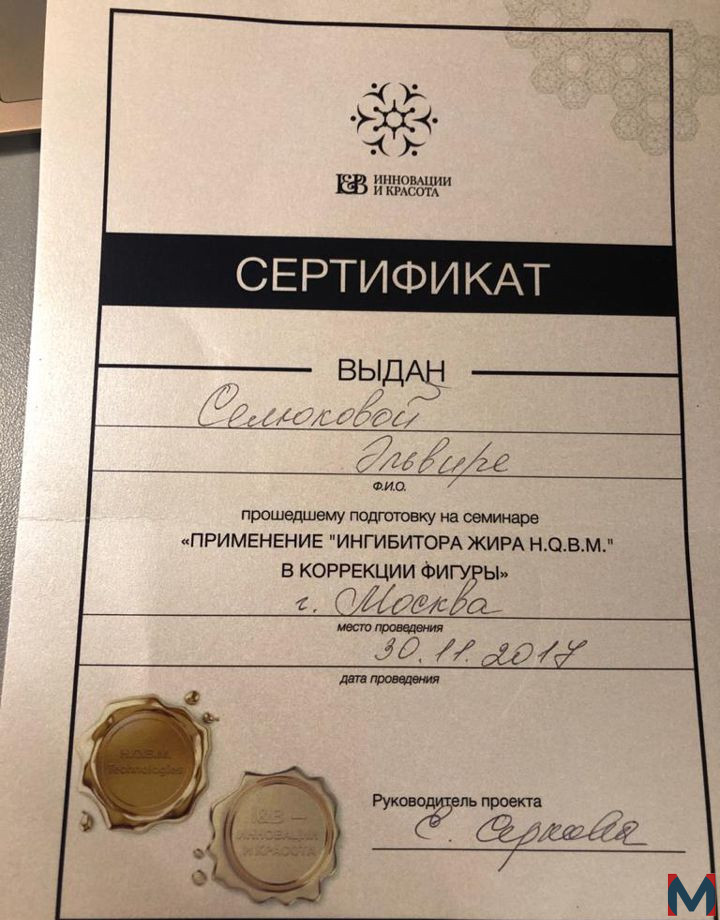 I&B ИННОВАЦИИ
И КРАСОТА
СЕРТИФИКАТ
ВЫДАН
Селюковой
Эльвире
Ф.И.О.
прошедшему подготовку на семинаре
«ПРИМЕНЕНИЕ "ИНГИБИТОРА ЖИРА H.Q.B.M."
В КОРРЕКЦИИ ФИГУРЫ»
г. Москва
место проведения
30.11.2017
дата проведения
H.Q.B.M.
Technologies
I&B —
ИННОВАЦИИ
И КРАСОТА
Руководитель проекта
С.
M